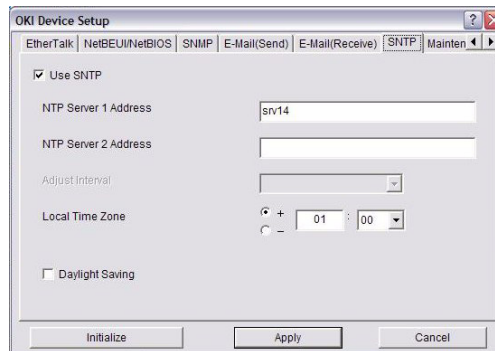 OKI Device Setup
EtherTalk NetBEUI/NetBIOS SNMP E-Mail(Send) E-Mail(Receive) SNTP Mainten
Use SNTP
NTP Server 1 Address srv14
NTP Server 2 Address
Adjust Interval
Local Time Zone + 01 : 00
−
Daylight Saving
Initialize Apply Cancel